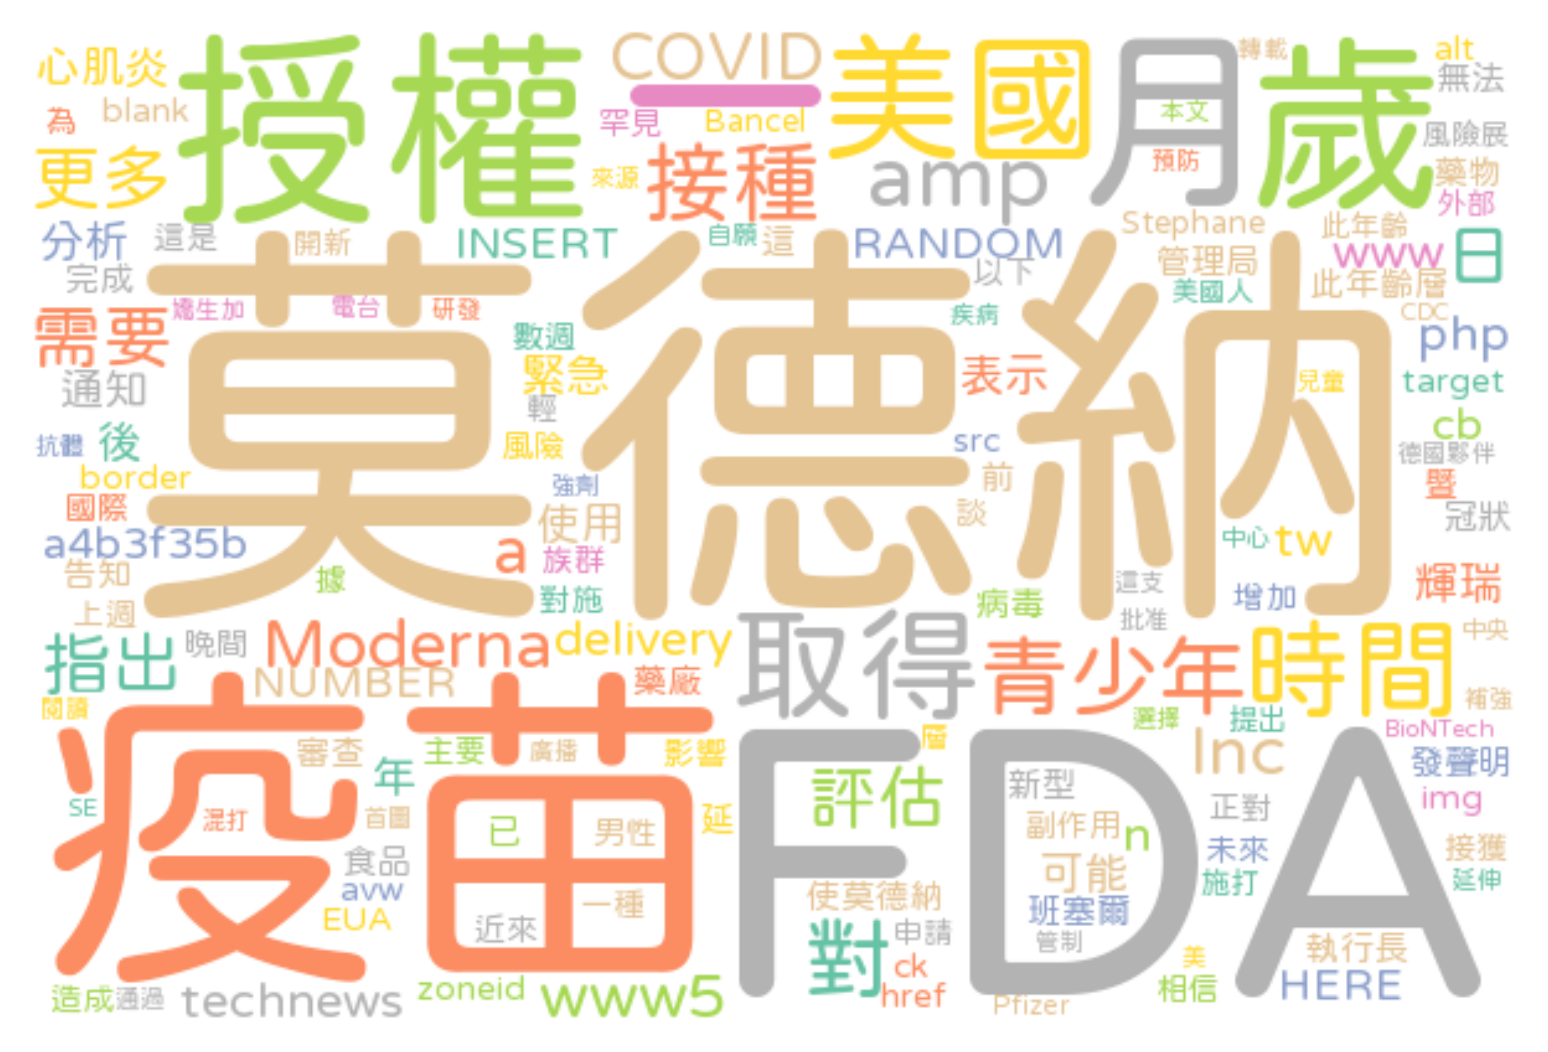 心肌炎
授權
COVID
美國
月
轉載
歲
alt
無法
為
blank
罕見
Bancel
本文
風險展
更多
來源
接種
amp
預防
藥物
外部
分析
這是
開新
INSERT
自願
這
RANDOM
Stephane
此年齡
www
日
完成
莫德納
以下
管理局
此年齡層
美國人
需要
嬌生加
電台
研發
數週
疾病
CDC
php
通知
緊急
輕
表示
兒童
target
抗體
後
風險
src
cb
border
強劑
前
德國夥伴
國際
使用
談
暨
冠狀
a4b3f35b
a
族群
中心
tw
告知
據
對施
病毒
這支
增加
輝瑞
上週
批准
指出
晚間
Moderna
delivery
取得
青少年
時間
中央
NUMBER
藥廠
補強
閱讀
疫苗
選擇
提出
BioNTech
審查
主要
廣播
影響
層
FDA
Inc
發聲明
年
新型
SE
混打
首圖
已
男性
延
評估
副作用
n
正對
img
食品
可能
未來
接獲
avw
一種
使莫德納
班塞爾
施打
延伸
EUA
近來
對
申請
管制
執行長
ck
美
造成
通過
technews
zoneid
www5
href
Pfizer
相信
HERE